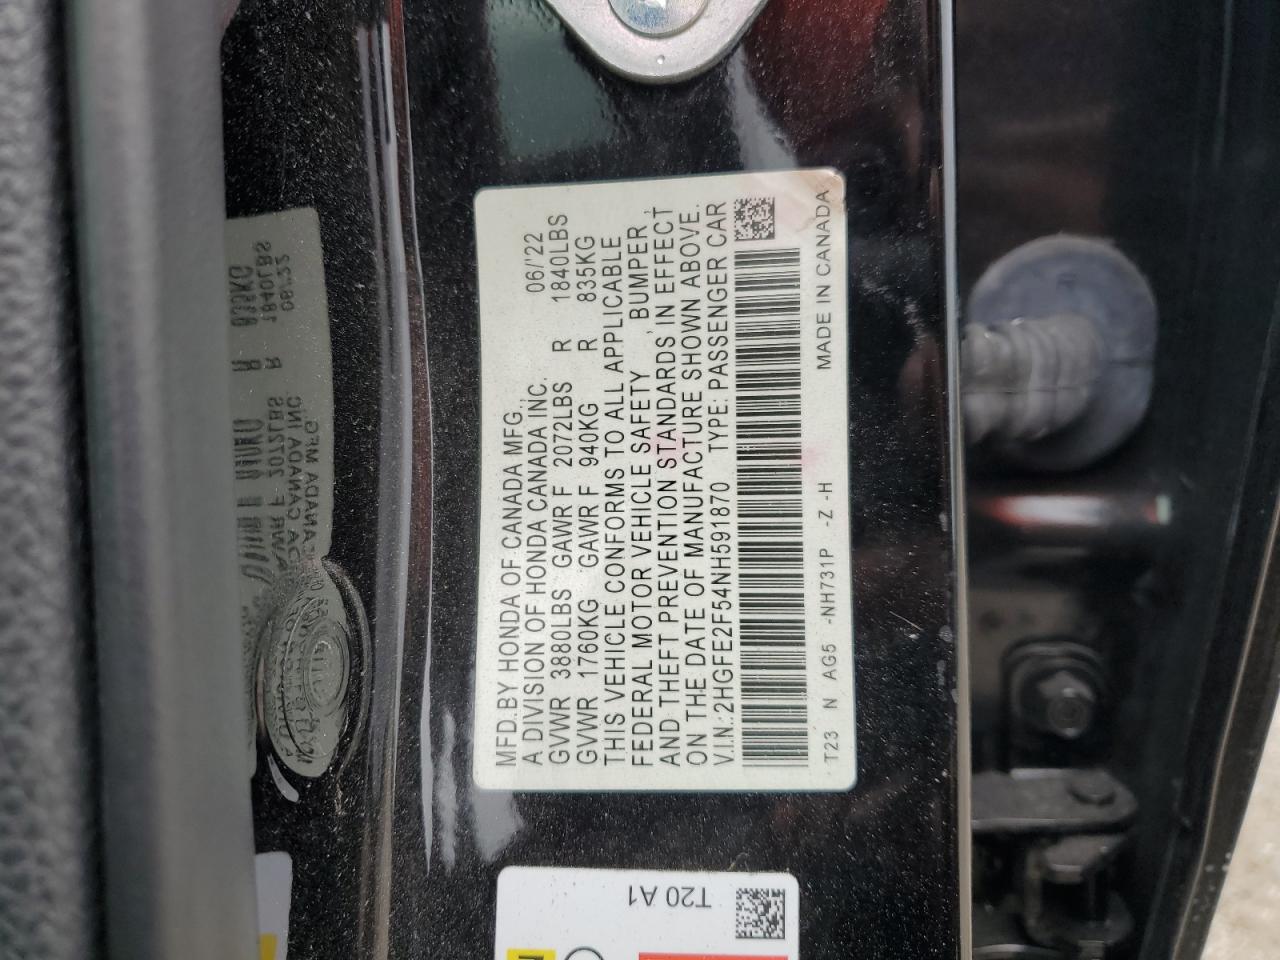 MFD.BY HONDA OF CANADA MFG.,
A DIVISION OF HONDA CANADA INC. 06/'22
GVWR 3880LBS GAWR F 2072LBS R 1840LBS
GVWR 1760KG GAWR F 940KG R 835KG
THIS VEHICLE CONFORMS TO ALL APPLICABLE
FEDERAL MOTOR VEHICLE SAFETY, BUMPER,
AND THEFT PREVENTION STANDARDS, IN EFFECT
ON THE DATE OF MANUFACTURE SHOWN ABOVE.
V.I.N.:2HGFE2F54NH591870 TYPE:PASSENGER CAR
T23 N AG5 -NH731P -Z -H MADE IN CANADA
T20 A1